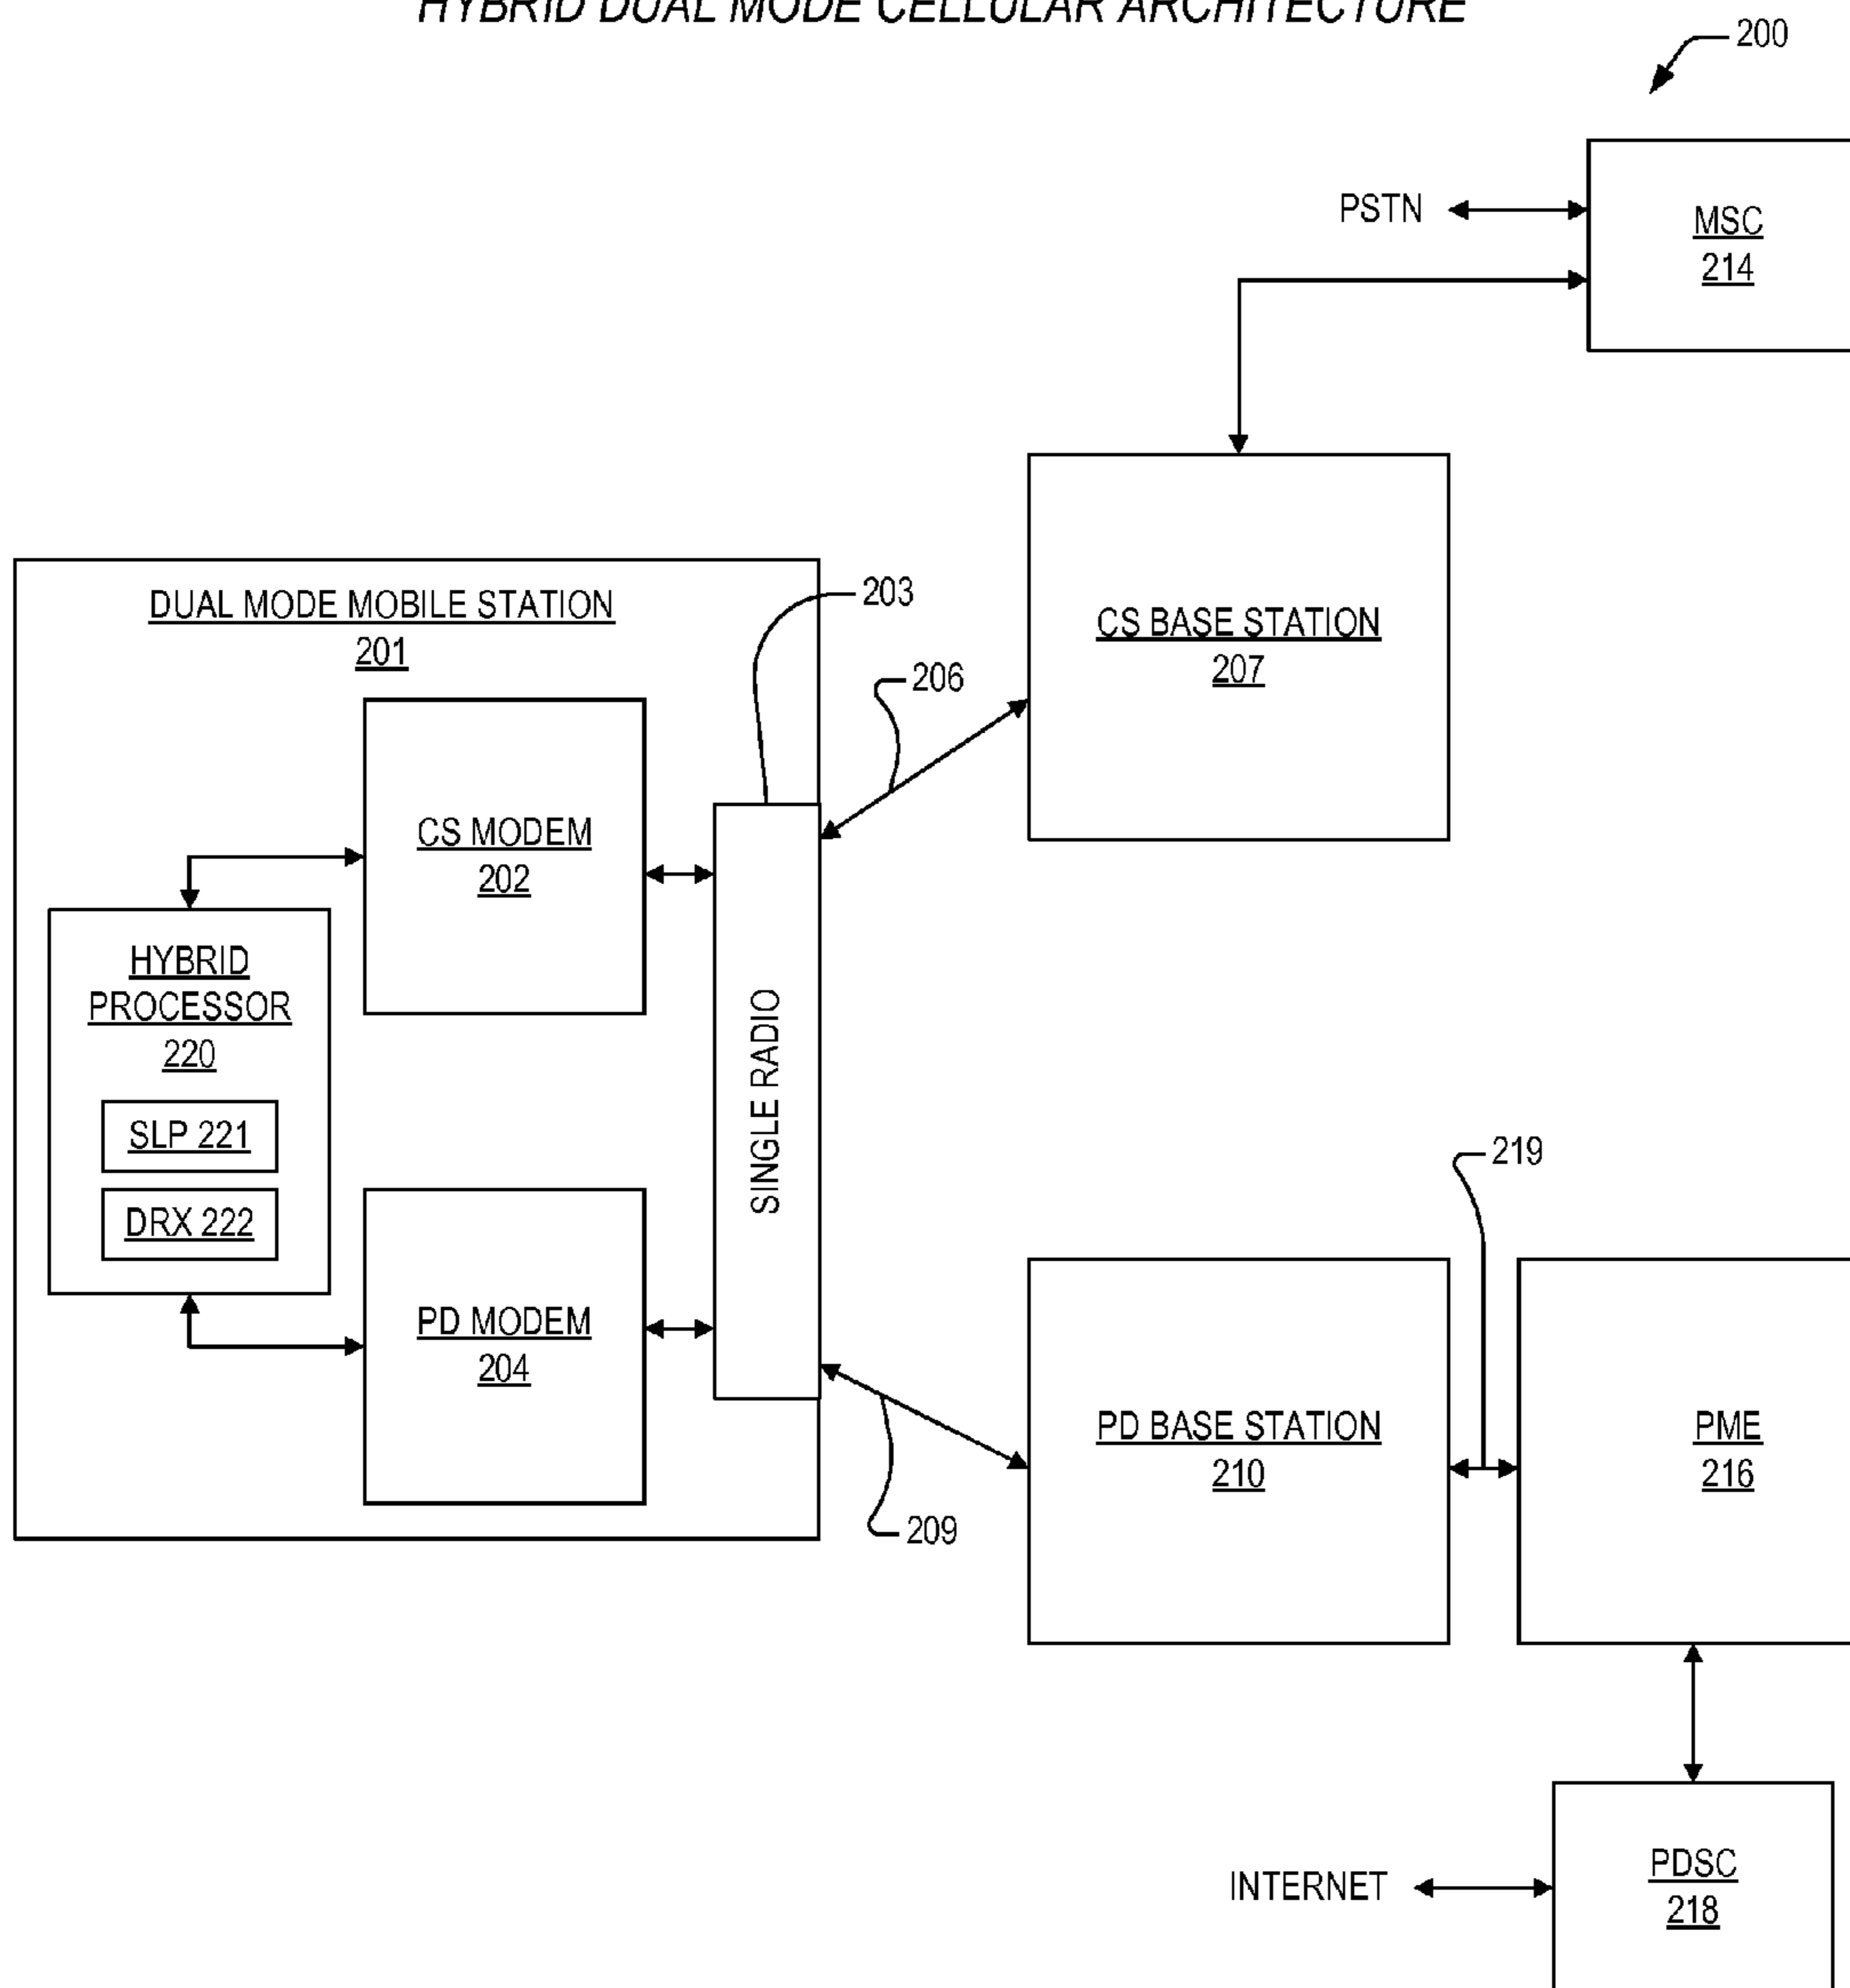 HYBRID DUAL MODE CELLULAR ARCHITECTURE
200
PSTN
MSC
214
DUAL MODE MOBILE STATION
201
203
CS BASE STATION
207
206
CS MODEM
202
HYBRID
PROCESSOR
220
SINGLE RADIO
SLP 221
DRX 222
219
PD MODEM
204
PD BASE STATION
210
PME
216
209
PDSC
218
INTERNET